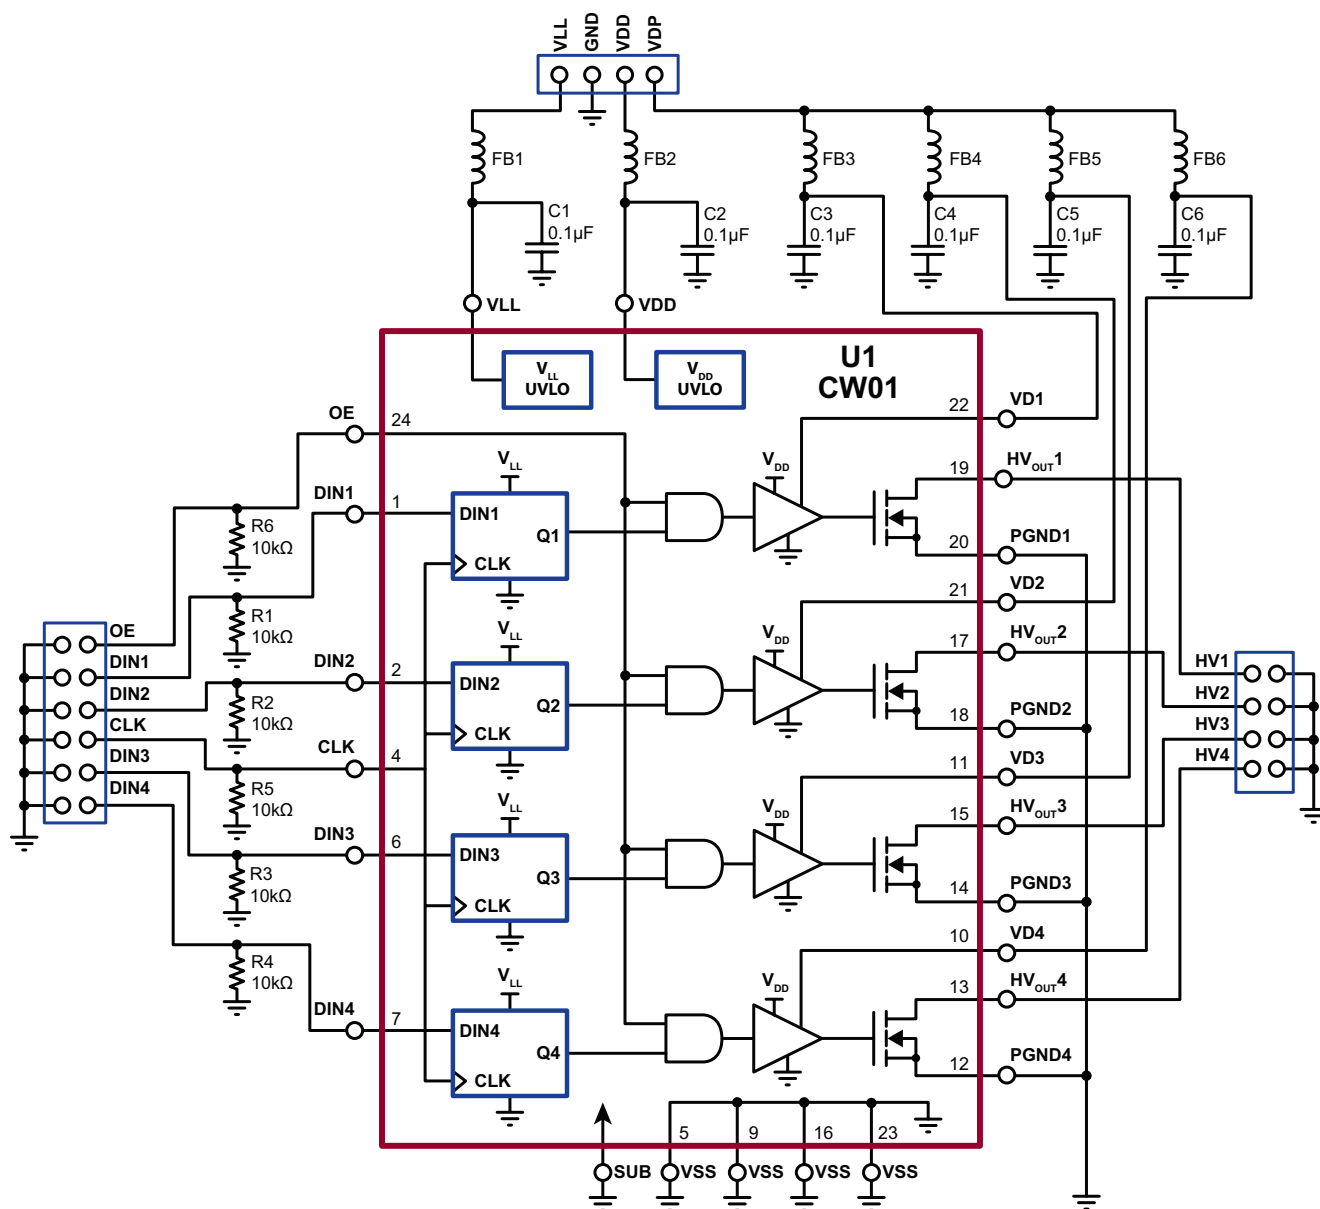 VLL
GND
VDD
VDP
FB1
FB2
FB3
FB4
FB5
FB6
C1
0.1µF
C2
0.1µF
C3
0.1µF
C4
0.1µF
C5
0.1µF
C6
0.1µF
VLL
VDD
U1
CW01
VLL
UVLO
VDD
UVLO
OE
24
22
VD1
VLL
VDD
19
HVOUT1
DIN1
1
DIN1
Q1
CLK
R6
10kΩ
20
PGND1
R1
10kΩ
21
VD2
OE
DIN1
DIN2
CLK
DIN3
DIN4
VLL
VDD
17
HVOUT2
DIN2
2
DIN2
Q2
CLK
R2
10kΩ
18
PGND2
HV1
HV2
HV3
HV4
CLK
4
R5
10kΩ
11
VD3
VLL
VDD
15
HVOUT3
DIN3
6
DIN3
Q3
CLK
R3
10kΩ
14
PGND3
R4
10kΩ
10
VD4
VLL
VDD
13
HVOUT4
DIN4
7
DIN4
Q4
CLK
12
PGND4
5
9
16
23
SUB
VSS
VSS
VSS
VSS